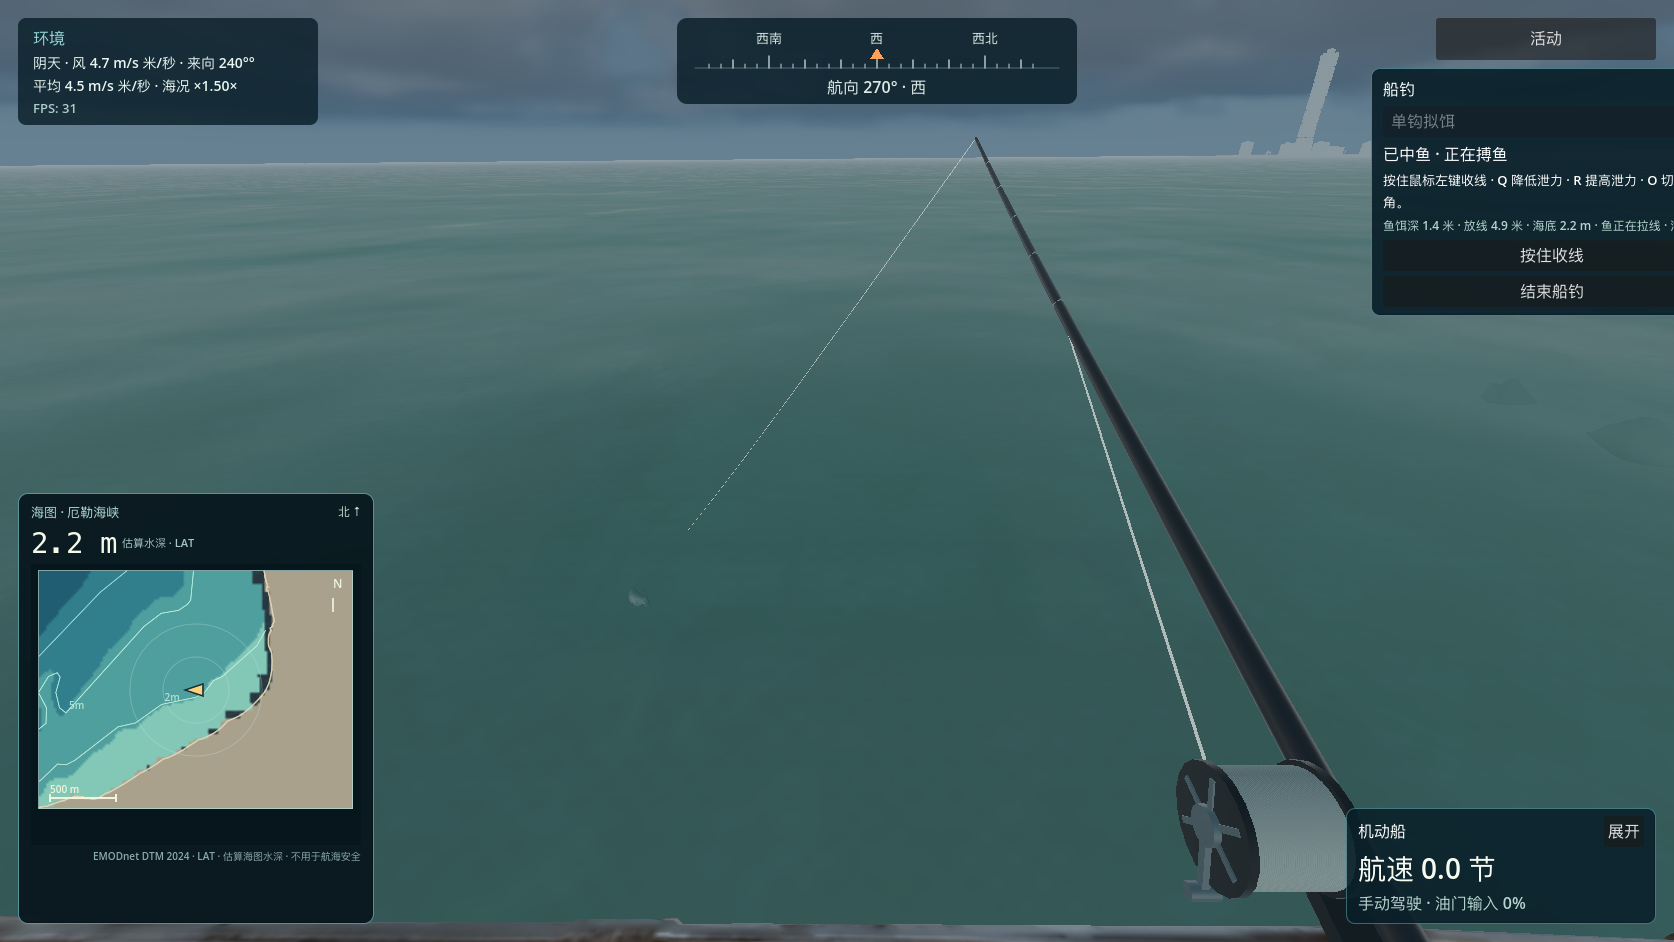 环境
阴天 · 风 4.7 m/s 米/秒 · 来向 240°°
平均 4.5 m/s 米/秒 · 海况 ×1.50×
FPS: 31
西南 西 西北
航向 270° · 西
活动
船钓
单钩拟饵
已中鱼 · 正在搏鱼
按住鼠标左键收线 · Q 降低泄力 · R 提高泄力 · O 切
角。
鱼饵深 1.4 米 · 放线 4.9 米 · 海底 2.2 m · 鱼正在拉线 ·
按住收线
结束船钓
海图 · 厄勒海峡 北 ↑
2.2 m 估算水深 · LAT
N
2m
5m
500 m
EMODnet DTM 2024 · LAT · 估算海图水深 · 不用于航海安全
机动船 展开
航速 0.0 节
手动驾驶 · 油门输入 0%